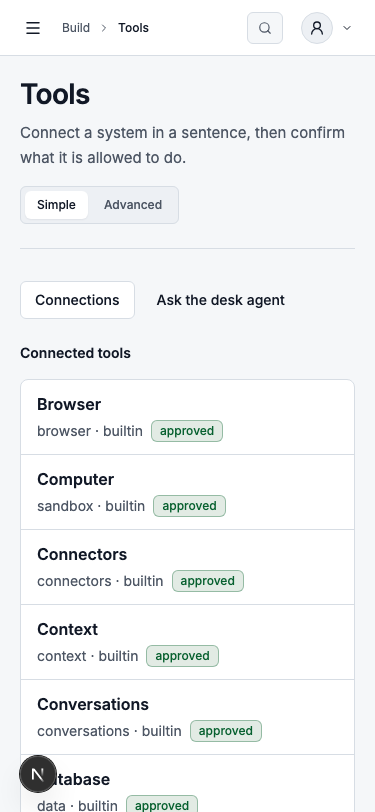 Build > Tools
Tools
Connect a system in a sentence, then confirm
what it is allowed to do.
Simple Advanced
Connections Ask the desk agent
Connected tools
Browser
browser · builtin approved
Computer
sandbox · builtin approved
Connectors
connectors · builtin approved
Context
context · builtin approved
Conversations
conversations · builtin approved
N tabase
data · builtin approved